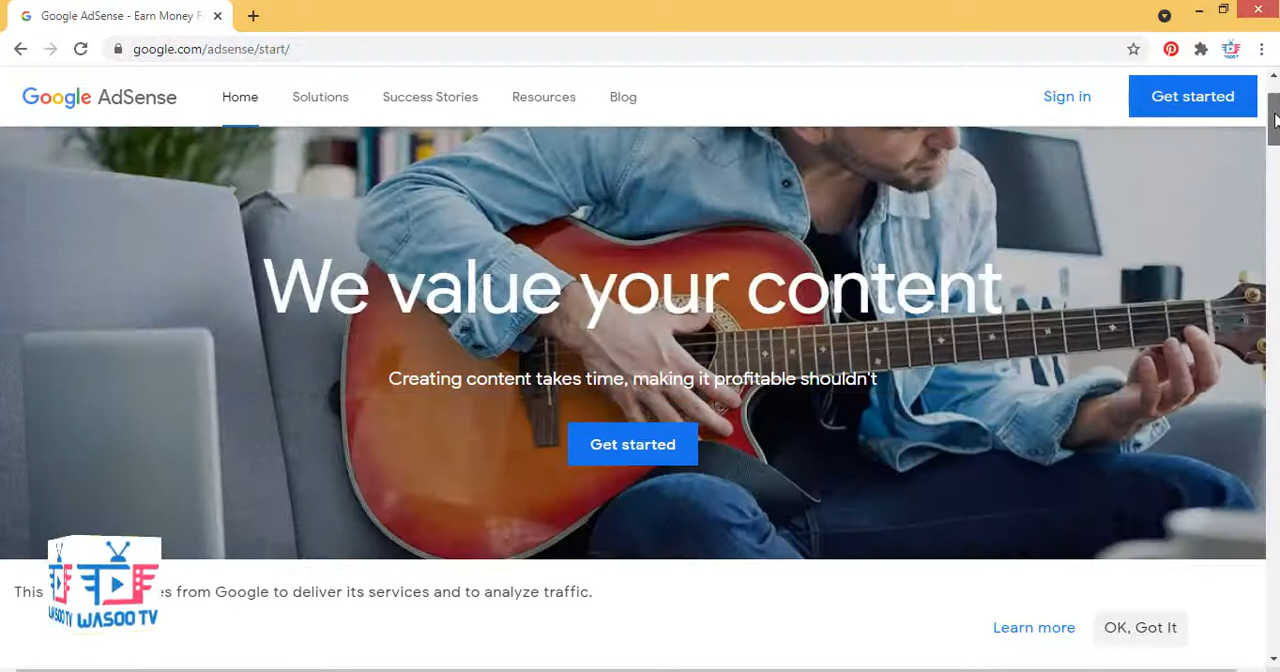 Google AdSense - Earn Money F
google.com/adsense/start/
Google AdSense
Home
Solutions
Success Stories
Resources
Blog
Sign in
Get started
We value your content
Creating content takes time, making it profitable shouldn't
Get started
This es from Google to deliver its services and to analyze traffic.
WASOO TV
WASOO TV
Learn more
OK, Got It